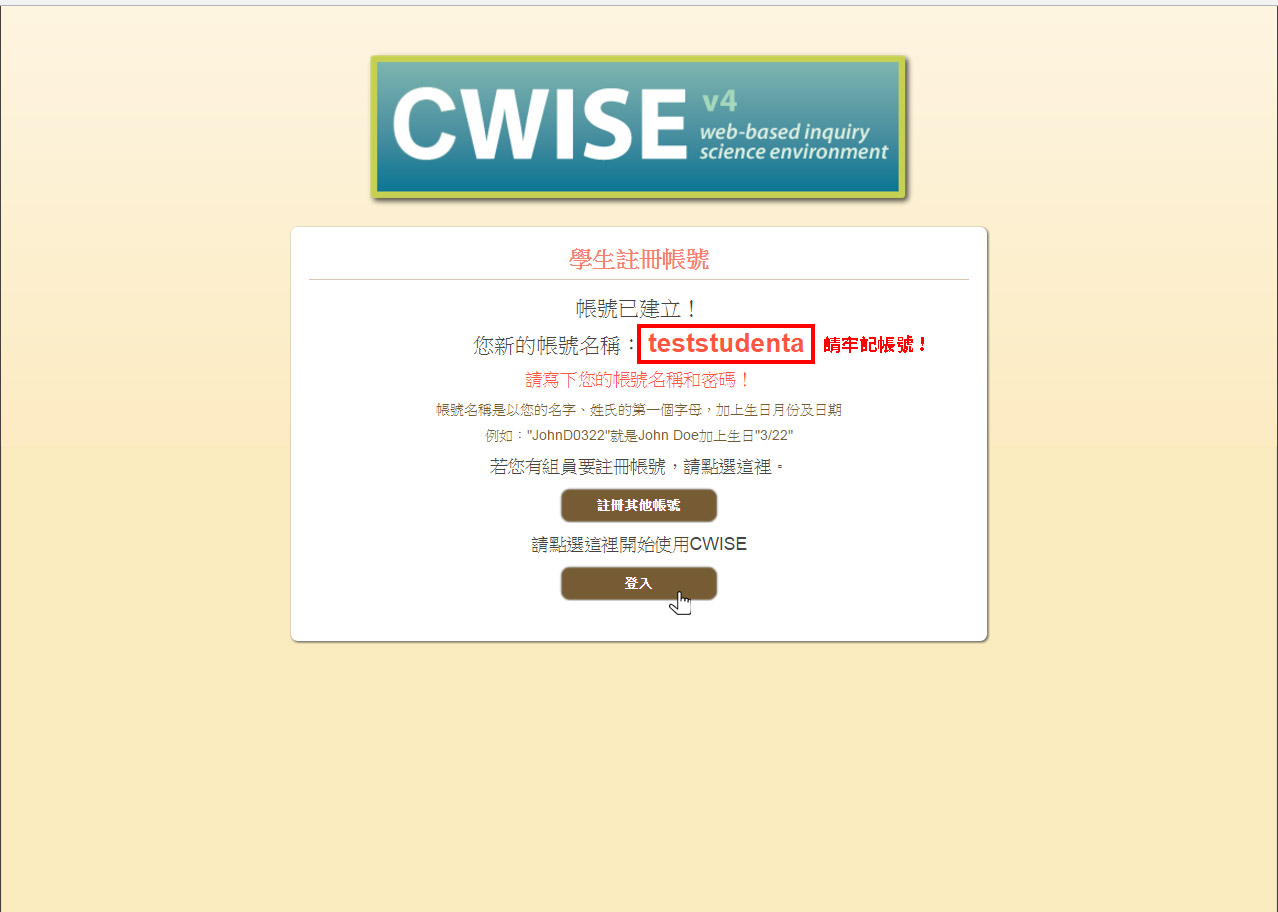 CWISE v4
web-based inquiry
science environment
學生註冊帳號
帳號已建立！
您新的帳號名稱：teststudenta 請牢記帳號！
請寫下您的帳號名稱和密碼！
帳號名稱是以您的名字、姓氏的第一個字母，加上生日月份及日期
例如："JohnD0322"就是John Doe加上生日"3/22"
若您有組員要註冊帳號，請點選這裡。
註冊其他帳號
請點選這裡開始使用CWISE
登入